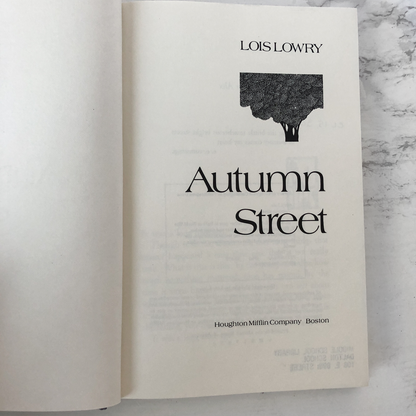 LOIS LOWRY
Autumn
Street
Houghton Mifflin Company Boston